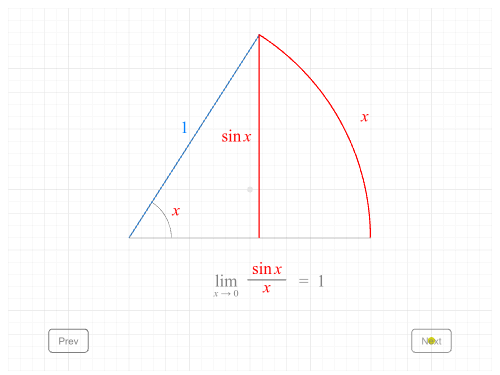 1
sin x
x
x
lim x → 0 sin x / x = 1
Prev
Next